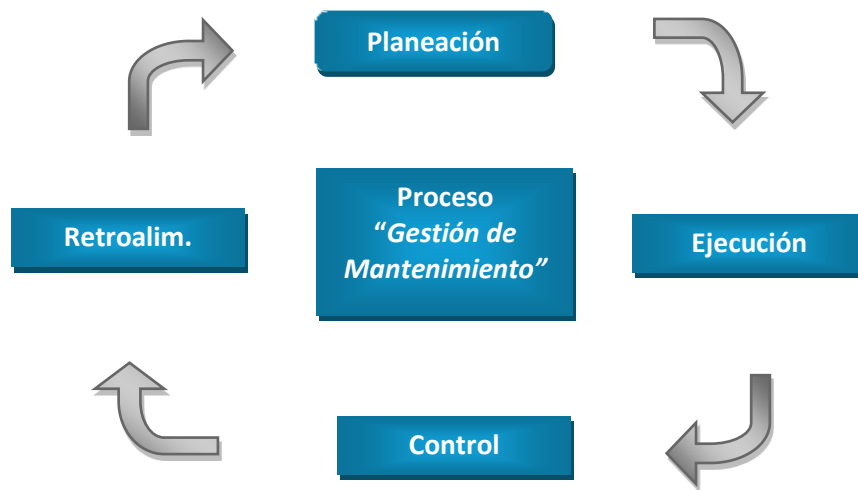 Planeación
Proceso
“Gestión de
Mantenimiento”
Retroalim.
Ejecución
Control